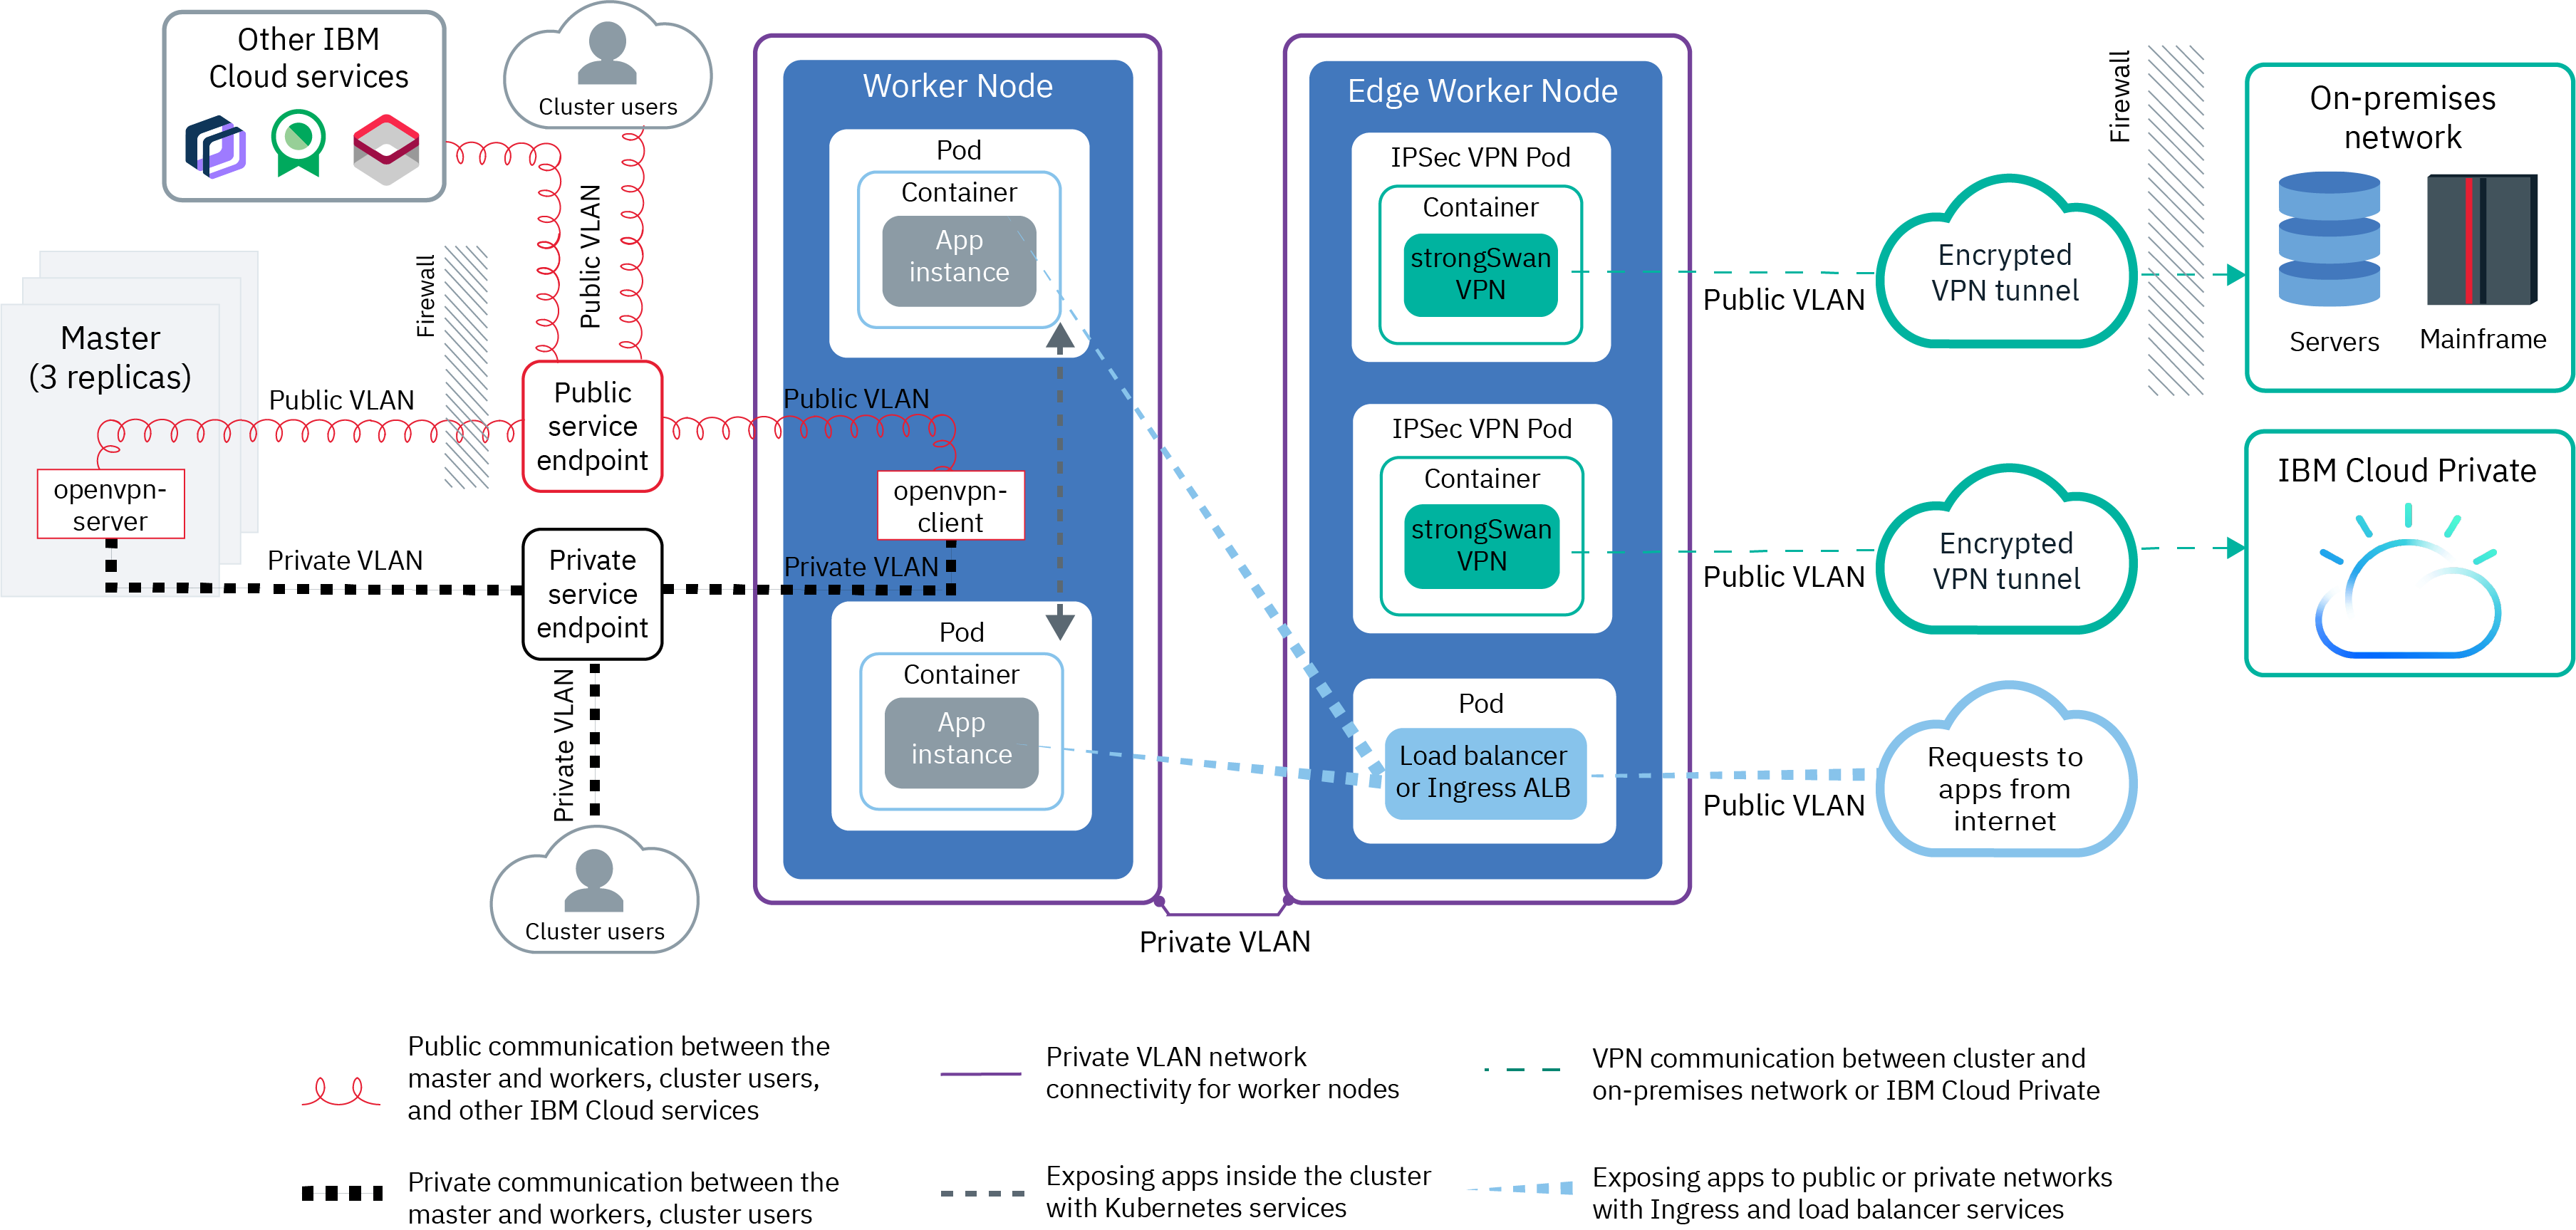 Other IBM
Cloud services
Cluster users
Public VLAN
Firewall
Master
(3 replicas)
Public VLAN
openvpn-
server
Private VLAN
Public
service
endpoint
Private
service
endpoint
Private VLAN
Cluster users
Worker Node
Pod
Container
App
instance
Public VLAN
openvpn-
client
Private VLAN
Pod
Container
App
instance
Private VLAN
Edge Worker Node
IPSec VPN Pod
Container
strongSwan
VPN
IPSec VPN Pod
Container
strongSwan
VPN
Pod
Load balancer
or Ingress ALB
Public VLAN
Public VLAN
Public VLAN
Encrypted
VPN tunnel
Encrypted
VPN tunnel
Requests to
apps from
internet
Firewall
On-premises
network
Servers
Mainframe
IBM Cloud Private
Public communication between the
master and workers, cluster users,
and other IBM Cloud services
Private communication between the
master and workers, cluster users
Private VLAN network
connectivity for worker nodes
Exposing apps inside the cluster
with Kubernetes services
VPN communication between cluster and
on-premises network or IBM Cloud Private
Exposing apps to public or private networks
with Ingress and load balancer services